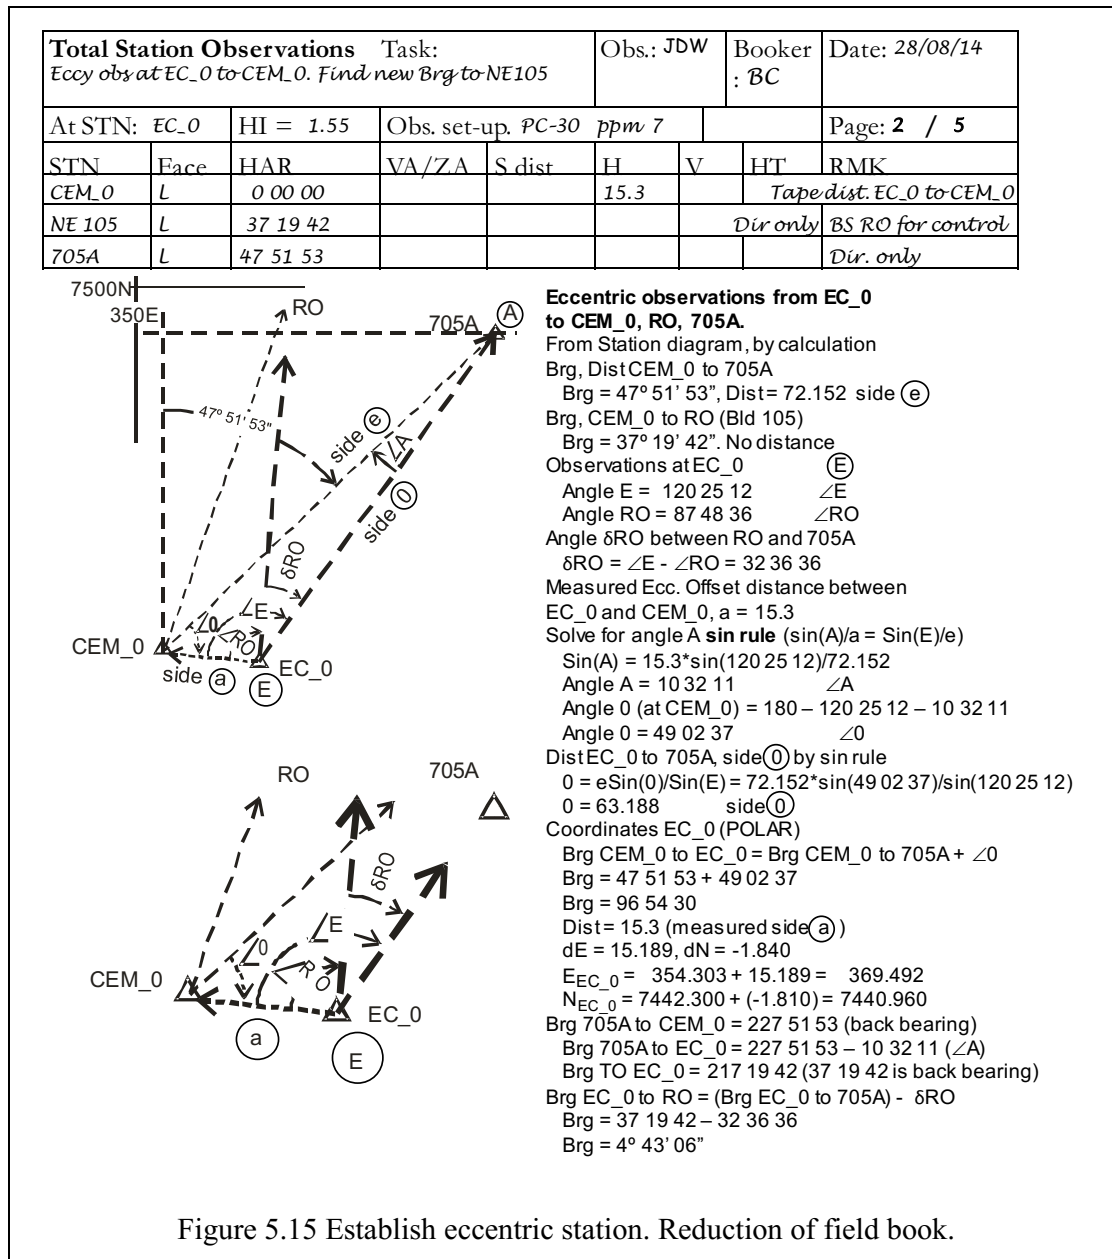 Total Station Observations Task: Obs.: JDW Booker Date: 28/08/14
Eccy obs at EC_0 to CEM_0. Find new Brg to NE105 : BC
At STN: EC_0 HI = 1.55 Obs. set-up. PC-30 ppm 7 Page: 2 / 5
STN Face HAR VA/ZA S dist H V HT RMK
CEM_0 L 0 00 00 15.3 Tape dist. EC_0 to CEM_0
NE 105 L 37 19 42 Dir only BS RO for control
705A L 47 51 53 Dir. only
7500N
350E
RO
705A
A
47º 51' 53"
side e
∠A
side 0
δRO
∠E
∠0
∠RO
CEM_0
side a
E
EC_0
RO
705A
δRO
∠E
∠0
∠RO
CEM_0
EC_0
a
E
Eccentric observations from EC_0
to CEM_0, RO, 705A.
From Station diagram, by calculation
Brg, Dist CEM_0 to 705A
Brg = 47º 51' 53”, Dist = 72.152 side e
Brg, CEM_0 to RO (Bld 105)
Brg = 37º 19' 42”. No distance
Observations at EC_0 E
Angle E = 120 25 12 ∠E
Angle RO = 87 48 36 ∠RO
Angle δRO between RO and 705A
δRO = ∠E - ∠RO = 32 36 36
Measured Ecc. Offset distance between
EC_0 and CEM_0, a = 15.3
Solve for angle A sin rule (sin(A)/a = Sin(E)/e)
Sin(A) = 15.3*sin(120 25 12)/72.152
Angle A = 10 32 11 ∠A
Angle 0 (at CEM_0) = 180 – 120 25 12 – 10 32 11
Angle 0 = 49 02 37 ∠0
Dist EC_0 to 705A, side 0 by sin rule
0 = eSin(0)/Sin(E) = 72.152*sin(49 02 37)/sin(120 25 12)
0 = 63.188 side 0
Coordinates EC_0 (POLAR)
Brg CEM_0 to EC_0 = Brg CEM_0 to 705A + ∠0
Brg = 47 51 53 + 49 02 37
Brg = 96 54 30
Dist = 15.3 (measured side a )
dE = 15.189, dN = -1.840
EEC_0 = 354.303 + 15.189 = 369.492
NEC_0 = 7442.300 + (-1.810) = 7440.960
Brg 705A to CEM_0 = 227 51 53 (back bearing)
Brg 705A to EC_0 = 227 51 53 – 10 32 11 (∠A)
Brg TO EC_0 = 217 19 42 (37 19 42 is back bearing)
Brg EC_0 to RO = (Brg EC_0 to 705A) - δRO
Brg = 37 19 42 – 32 36 36
Brg = 4º 43' 06”
Figure 5.15 Establish eccentric station. Reduction of field book.